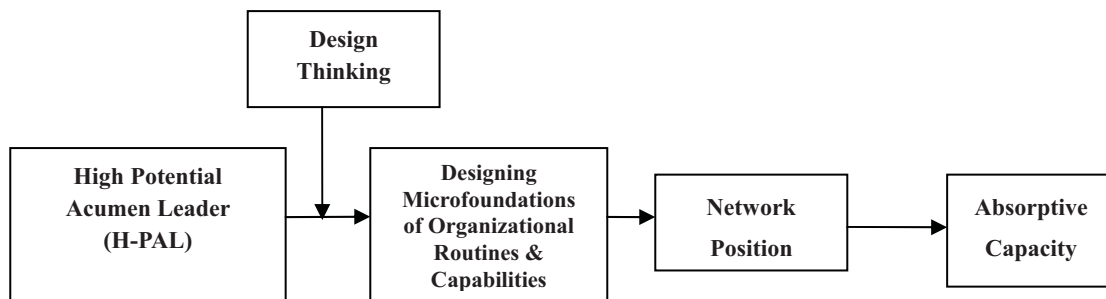 Design
Thinking
High Potential
Acumen Leader
(H-PAL)
Designing
Microfoundations
of Organizational
Routines &
Capabilities
Network
Position
Absorptive
Capacity